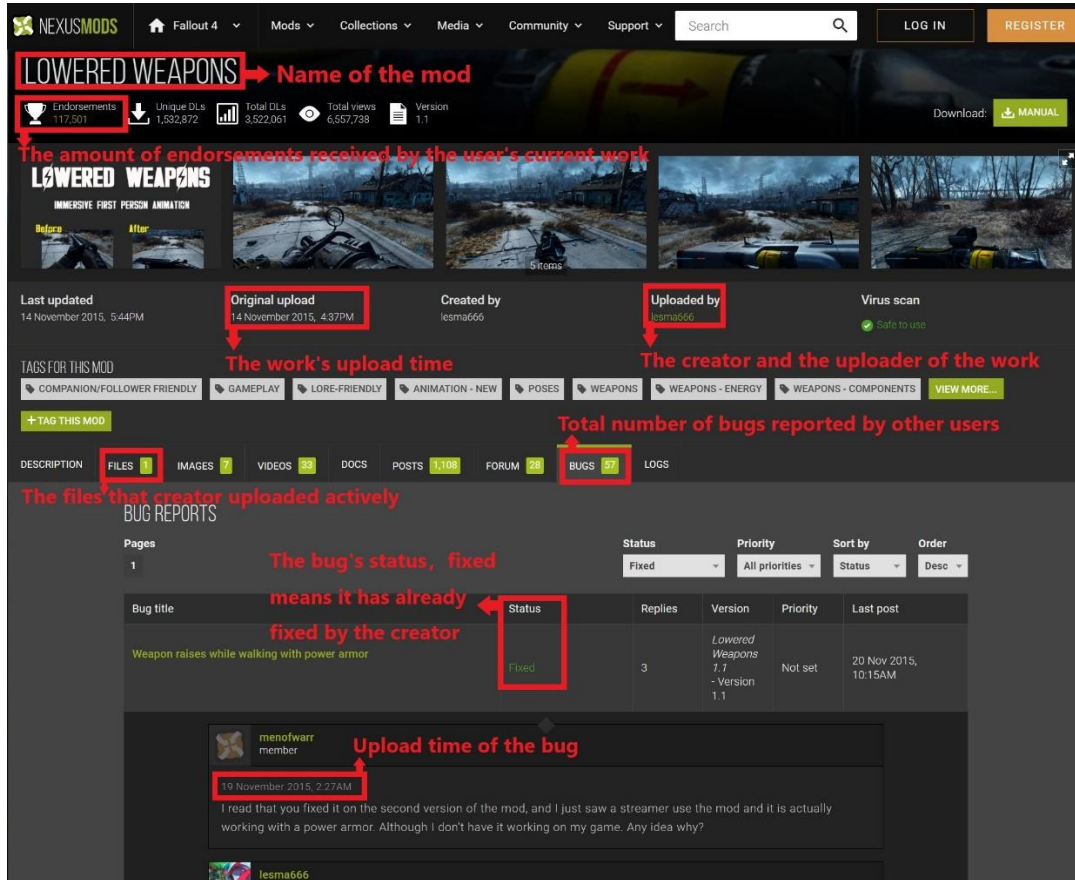 NEXUSMODS Fallout 4 Mods Collections Media Community Support Search LOG IN REGISTER
LOWERED WEAPONS Name of the mod
Endorsements Unique DLs Total DLs Total views Version
117,501 1,532,872 3,522,061 6,557,738 1.1 Download: MANUAL
The amount of endorsements received by the user's current work
LØWERED WEAPØNS
IMMERSIVE FIRST PERSON ANIMATION
Before After
5 items
Last updated Original upload Created by Uploaded by Virus scan
14 November 2015, 5:44PM 14 November 2015, 4:37PM lesma666 lesma666 Safe to use
The work's upload time The creator and the uploader of the work
TAGS FOR THIS MOD
COMPANION/FOLLOWER FRIENDLY GAMEPLAY LORE-FRIENDLY ANIMATION - NEW POSES WEAPONS WEAPONS - ENERGY WEAPONS - COMPONENTS VIEW MORE...
+ TAG THIS MOD
Total number of bugs reported by other users
DESCRIPTION FILES 1 IMAGES 7 VIDEOS 33 DOCS POSTS 1,108 FORUM 28 BUGS 57 LOGS
The files that creator uploaded actively
BUG REPORTS
Pages Status Priority Sort by Order
1 Fixed All priorities Status Desc
The bug's status, fixed
means it has already
fixed by the creator
Bug title Status Replies Version Priority Last post
Weapon raises while walking with power armor Fixed 3 Lowered Weapons 1.1 - Version 1.1 Not set 20 Nov 2015, 10:15AM
menofwarr
member
Upload time of the bug
19 November 2015, 2:27AM
I read that you fixed it on the second version of the mod, and I just saw a streamer use the mod and it is actually
working with a power armor. Although I don't have it working on my game. Any idea why?
lesma666